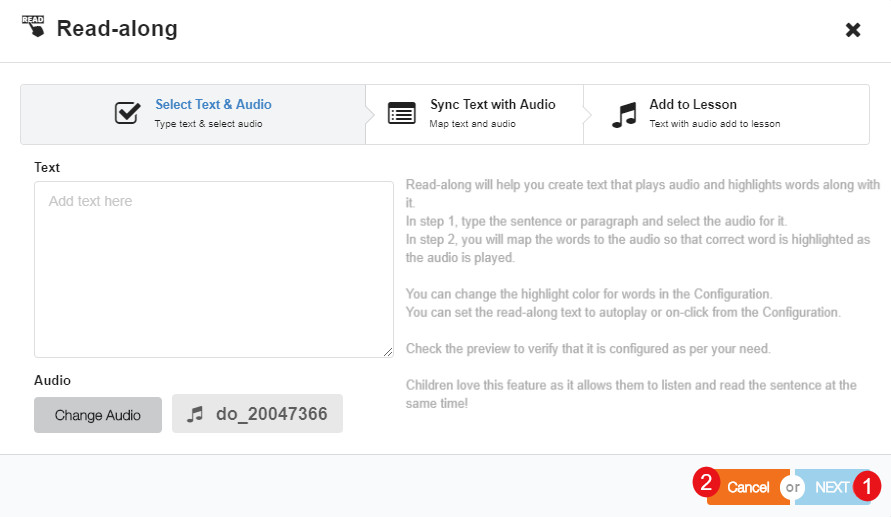 READ
Read-along
Select Text & Audio
Type text & select audio
Sync Text with Audio
Map text and audio
Add to Lesson
Text with audio add to lesson
Text
Add text here
Read-along will help you create text that plays audio and highlights words along with
it.
In step 1, type the sentence or paragraph and select the audio for it.
In step 2, you will map the words to the audio so that correct word is highlighted as
the audio is played.
You can change the highlight color for words in the Configuration.
You can set the read-along text to autoplay or on-click from the Configuration.
Check the preview to verify that it is configured as per your need.
Children love this feature as it allows them to listen and read the sentence at the
same time!
Audio
Change Audio
do_20047366
2 Cancel or NEXT 1